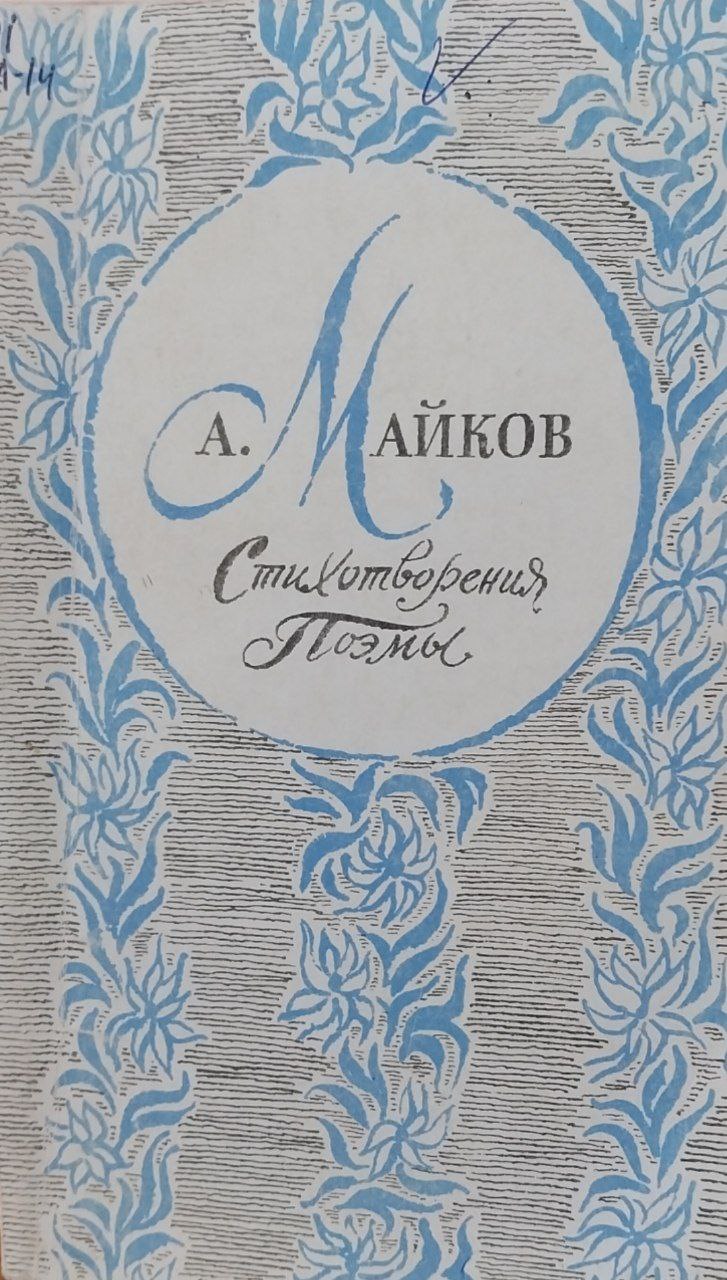 А. Майков
Стихотворения
Поэмы